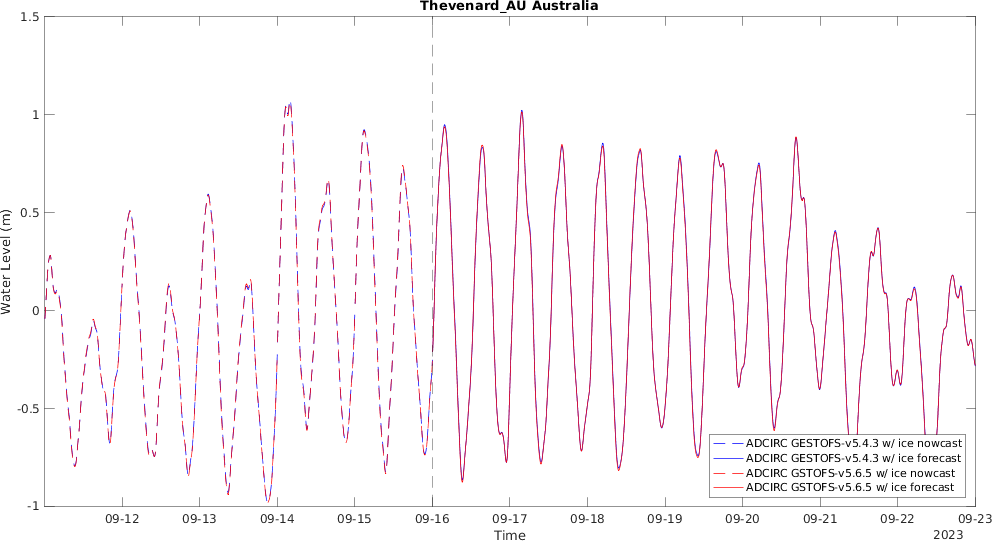 Thevenard_AU Australia
Water Level (m)
1.5
1
0.5
0
-0.5
-1
ADCIRC GESTOFS-v5.4.3 w/ ice nowcast
ADCIRC GESTOFS-v5.4.3 w/ ice forecast
ADCIRC GSTOFS-v5.6.5 w/ ice nowcast
ADCIRC GSTOFS-v5.6.5 w/ ice forecast
09-12 09-13 09-14 09-15 09-16 09-17 09-18 09-19 09-20 09-21 09-22 09-23
Time
2023